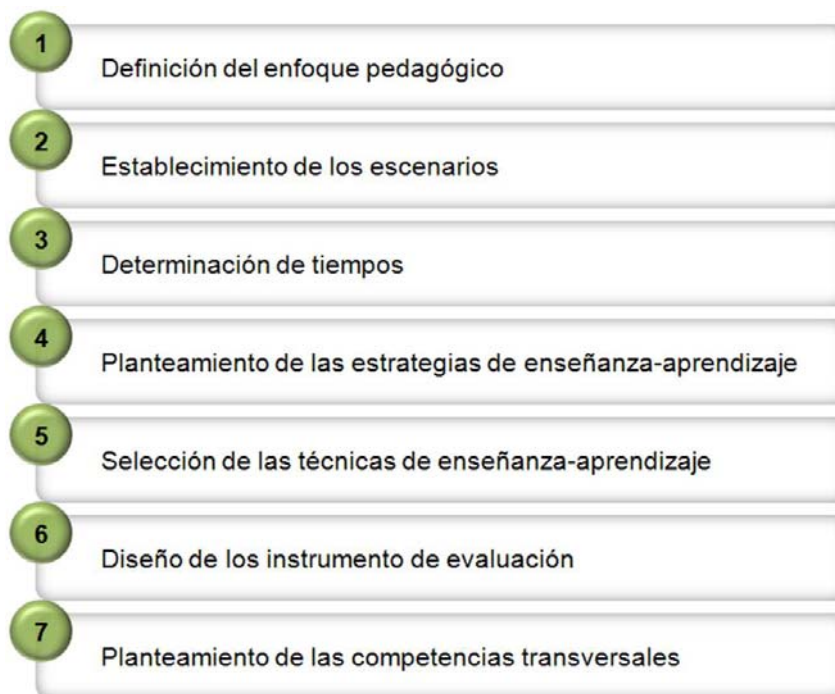 1
Definición del enfoque pedagógico
2
Establecimiento de los escenarios
3
Determinación de tiempos
4
Planteamiento de las estrategias de enseñanza-aprendizaje
5
Selección de las técnicas de enseñanza-aprendizaje
6
Diseño de los instrumento de evaluación
7
Planteamiento de las competencias transversales